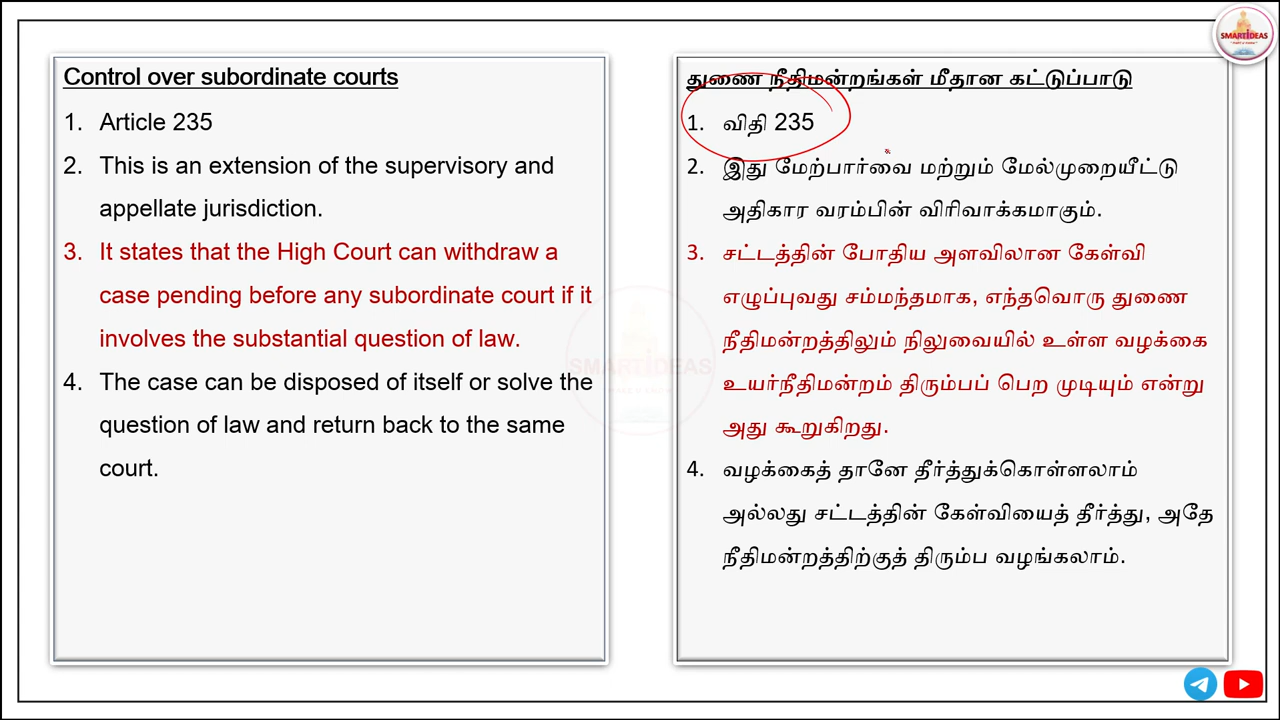 SMARTIDEAS
Control over subordinate courts
1. Article 235
2. This is an extension of the supervisory and
appellate jurisdiction.
3. It states that the High Court can withdraw a
case pending before any subordinate court if it
involves the substantial question of law.
4. The case can be disposed of itself or solve the
question of law and return back to the same
court.
துணை நீதிமன்றங்கள் மீதான கட்டுப்பாடு
1. விதி 235
2. இது மேற்பார்வை மற்றும் மேல்முறையீட்டு
அதிகார வரம்பின் விரிவாக்கமாகும்.
3. சட்டத்தின் போதிய அளவிலான கேள்வி
எழுப்புவது சம்மந்தமாக, எந்தவொரு துணை
நீதிமன்றத்திலும் நிலுவையில் உள்ள வழக்கை
உயர்நீதிமன்றம் திரும்பப் பெற முடியும் என்று
அது கூறுகிறது.
4. வழக்கைத் தானே தீர்த்துக்கொள்ளலாம்
அல்லது சட்டத்தின் கேள்வியைத் தீர்த்து, அதே
நீதிமன்றத்திற்குத் திரும்ப வழங்கலாம்.
SMARTIDEAS